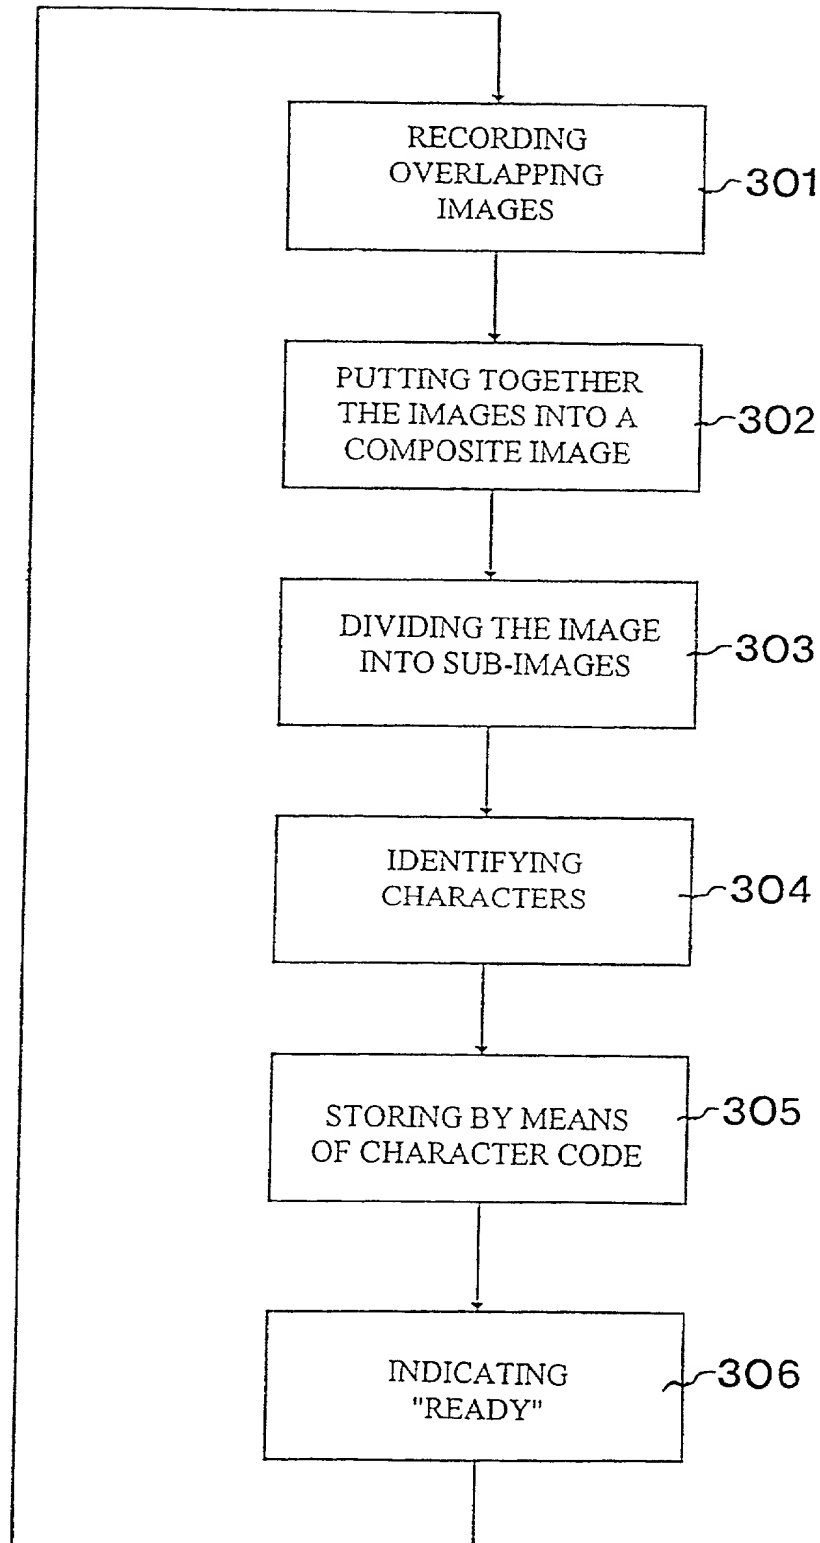 RECORDING
OVERLAPPING
IMAGES
301
PUTTING TOGETHER
THE IMAGES INTO A
COMPOSITE IMAGE
302
DIVIDING THE IMAGE
INTO SUB-IMAGES
303
IDENTIFYING
CHARACTERS
304
STORING BY MEANS
OF CHARACTER CODE
305
INDICATING
"READY"
306